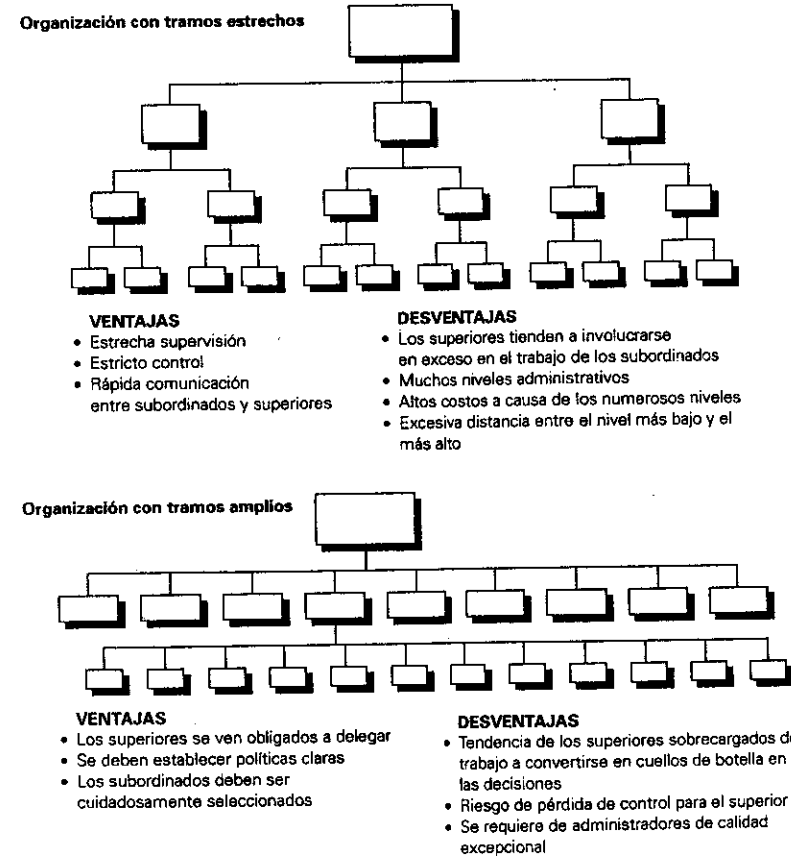 Organización con tramos estrechos
VENTAJAS
• Estrecha supervisión
• Estricto control
• Rápida comunicación
entre subordinados y superiores
DESVENTAJAS
• Los superiores tienden a involucrarse
en exceso en el trabajo de los subordinados
• Muchos niveles administrativos
• Altos costos a causa de los numerosos niveles
• Excesiva distancia entre el nivel más bajo y el
más alto
Organización con tramos amplios
VENTAJAS
• Los superiores se ven obligados a delegar
• Se deben establecer políticas claras
• Los subordinados deben ser
cuidadosamente seleccionados
DESVENTAJAS
• Tendencia de los superiores sobrecargados de
trabajo a convertirse en cuellos de botella en
las decisiones
• Riesgo de pérdida de control para el superior
• Se requiere de administradores de calidad
excepcional